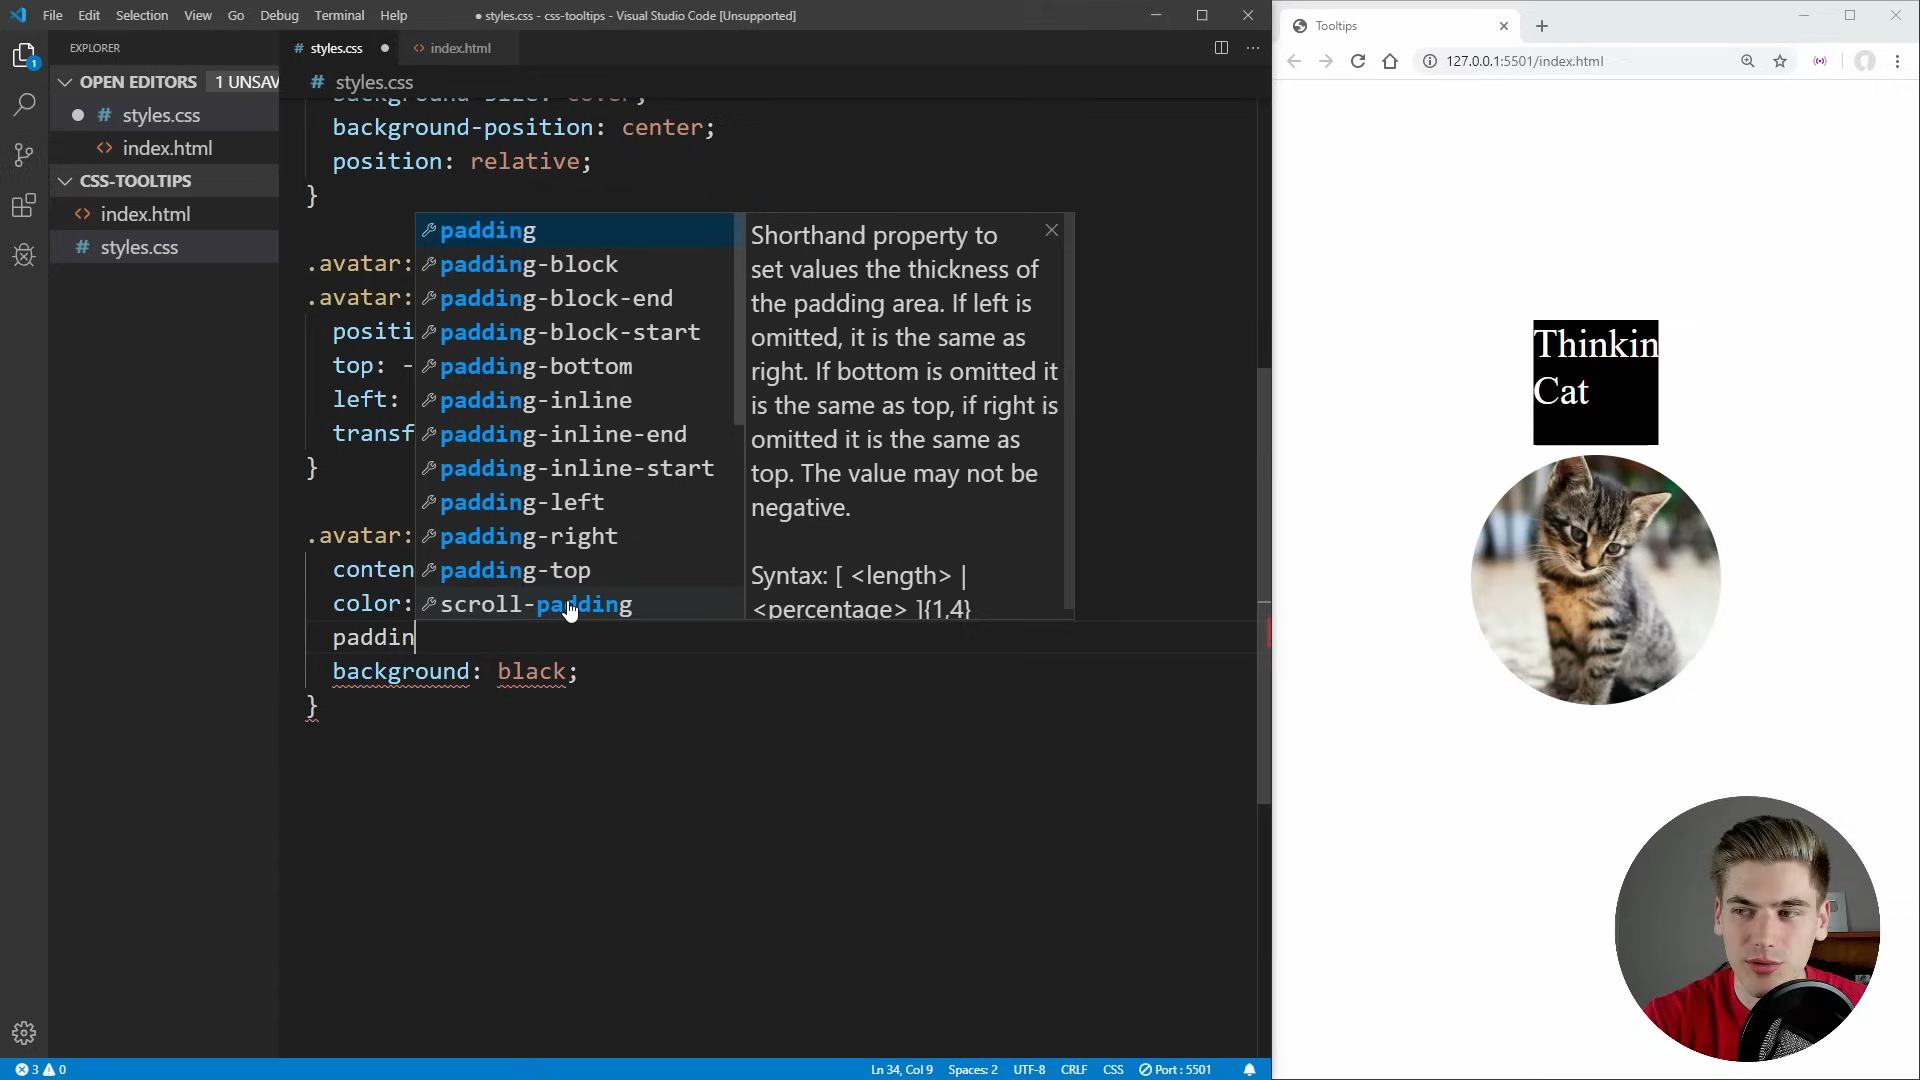 File Edit Selection View Go Debug Terminal Help
● styles.css - css-tooltips - Visual Studio Code [Unsupported]
EXPLORER
OPEN EDITORS 1 UNSAV
# styles.css
<> index.html
CSS-TOOLTIPS
<> index.html
# styles.css
1
# styles.css ●
<> index.html
# styles.css
background-size: cover;
background-position: center;
position: relative;
}
.avatar:
.avatar:
positi
top: -
left:
transf
}
.avatar:
conten
color:
paddin
background: black;
}
padding
padding-block
padding-block-end
padding-block-start
padding-bottom
padding-inline
padding-inline-end
padding-inline-start
padding-left
padding-right
padding-top
scroll-padding
Shorthand property to
set values the thickness of
the padding area. If left is
omitted, it is the same as
right. If bottom is omitted it
is the same as top, if right is
omitted it is the same as
top. The value may not be
negative.
Syntax: [ <length> |
<percentage> ]{1,4}
3 0
Ln 34, Col 9 Spaces: 2 UTF-8 CRLF CSS Port : 5501
Tooltips
127.0.0.1:5501/index.html
Thinkin
Cat